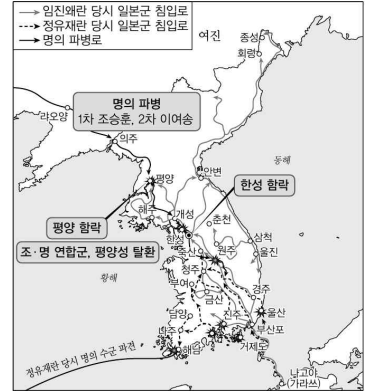 임진왜란 당시 일본군 침입로
정유재란 당시 일본군 침입로
명의 파병로
여진
종성
회령
명의 파병
1차 조승훈, 2차 이여송
랴오양
의주
동해
평양
안변
한성 함락
해주
개성
평양 함락
춘천
한성
삼척
조·명 연합군, 평양성 탈환
죽산
원주
울진
황해
청주
부여
금산
경주
담양
진주
울산
나주
부산포
해남
거제도
정유재란 당시 명의 수군 파견
나고야
(가라쓰)